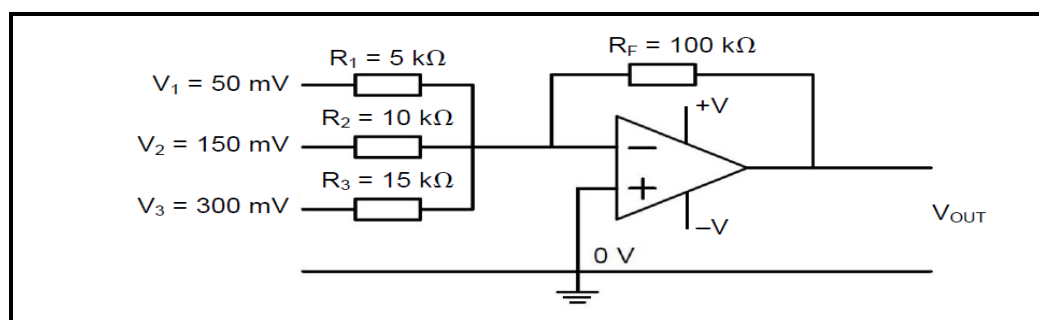 R₁ = 5 kΩ
R_F = 100 kΩ
V₁ = 50 mV
+V
R₂ = 10 kΩ
V₂ = 150 mV
−
R₃ = 15 kΩ
+
V₃ = 300 mV
–V
V_OUT
0 V